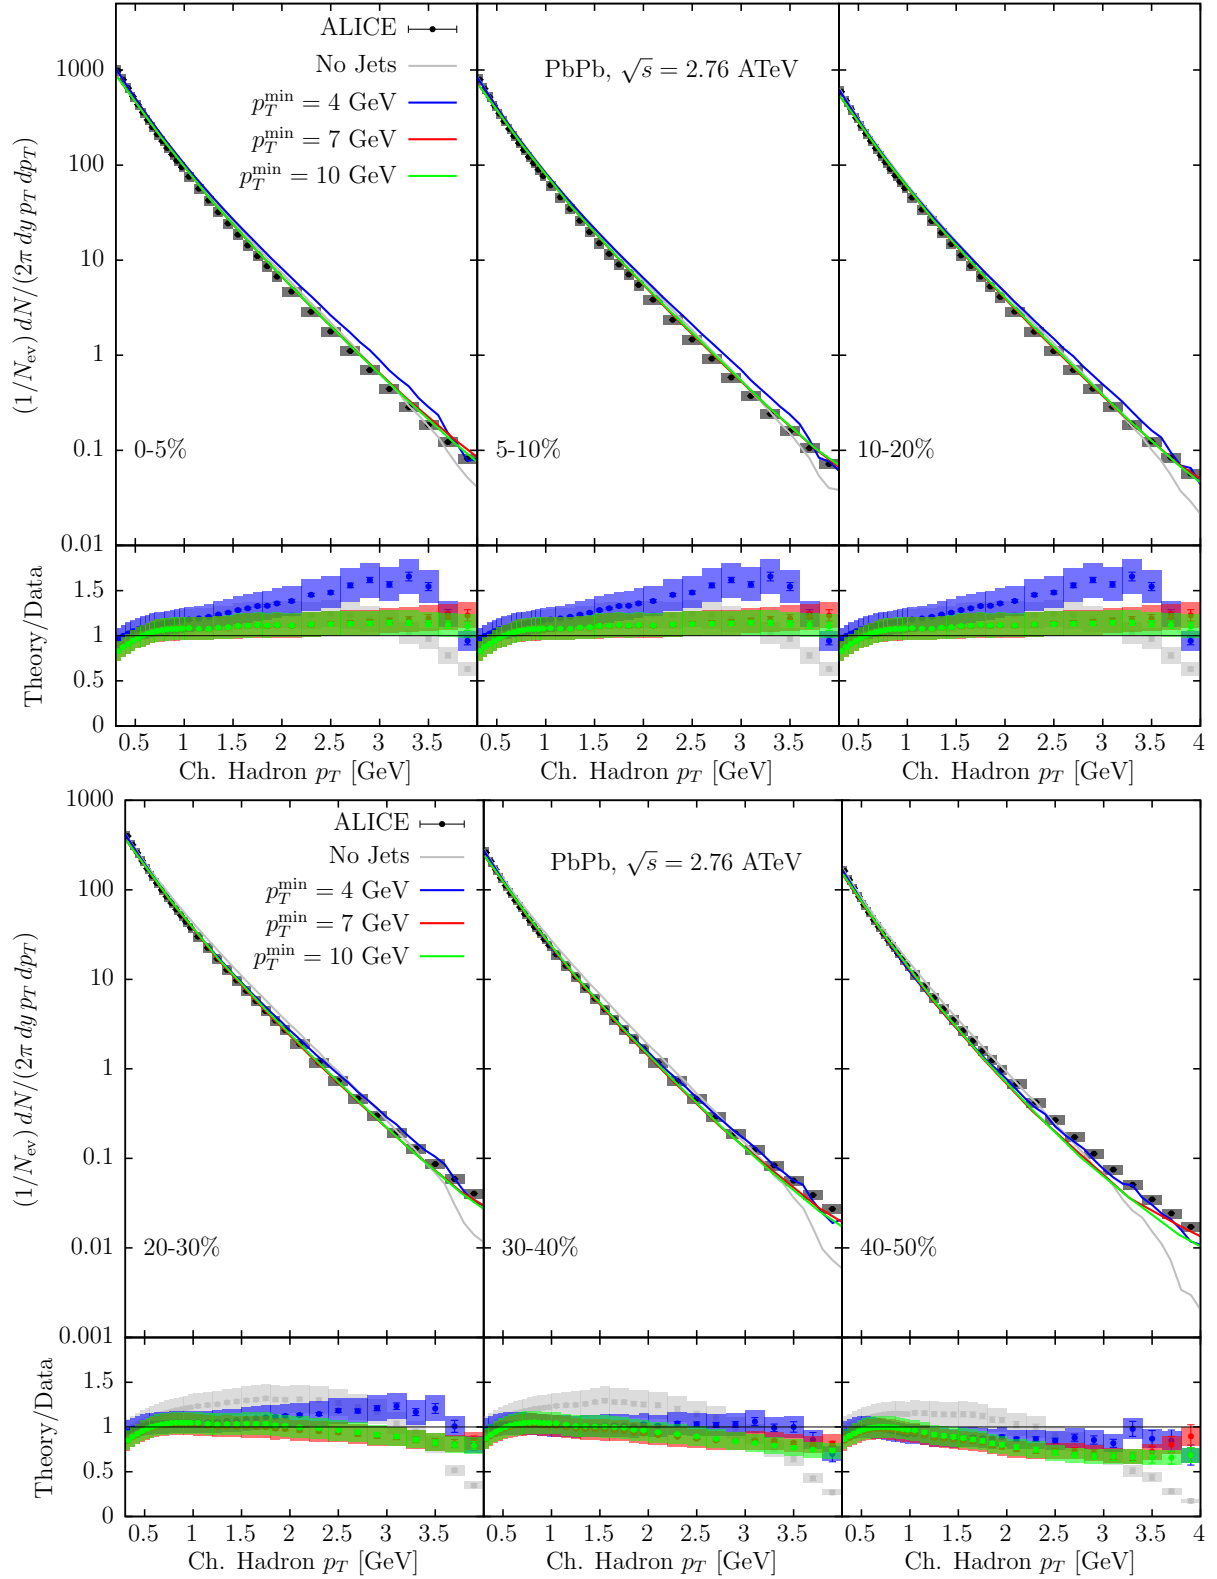 ALICE
No Jets
p_T^min = 4 GeV
p_T^min = 7 GeV
p_T^min = 10 GeV
PbPb, √s = 2.76 ATeV
(1/N_ev) dN/(2π dy p_T dp_T)
1000
100
10
1
0.1
0.01
0-5%
5-10%
10-20%
Theory/Data
1.5
1
0.5
0
0.5 1 1.5 2 2.5 3 3.5
0.5 1 1.5 2 2.5 3 3.5
0.5 1 1.5 2 2.5 3 3.5 4
Ch. Hadron p_T [GeV]
Ch. Hadron p_T [GeV]
Ch. Hadron p_T [GeV]
ALICE
No Jets
p_T^min = 4 GeV
p_T^min = 7 GeV
p_T^min = 10 GeV
PbPb, √s = 2.76 ATeV
(1/N_ev) dN/(2π dy p_T dp_T)
1000
100
10
1
0.1
0.01
0.001
20-30%
30-40%
40-50%
Theory/Data
1.5
1
0.5
0
0.5 1 1.5 2 2.5 3 3.5
0.5 1 1.5 2 2.5 3 3.5
0.5 1 1.5 2 2.5 3 3.5 4
Ch. Hadron p_T [GeV]
Ch. Hadron p_T [GeV]
Ch. Hadron p_T [GeV]